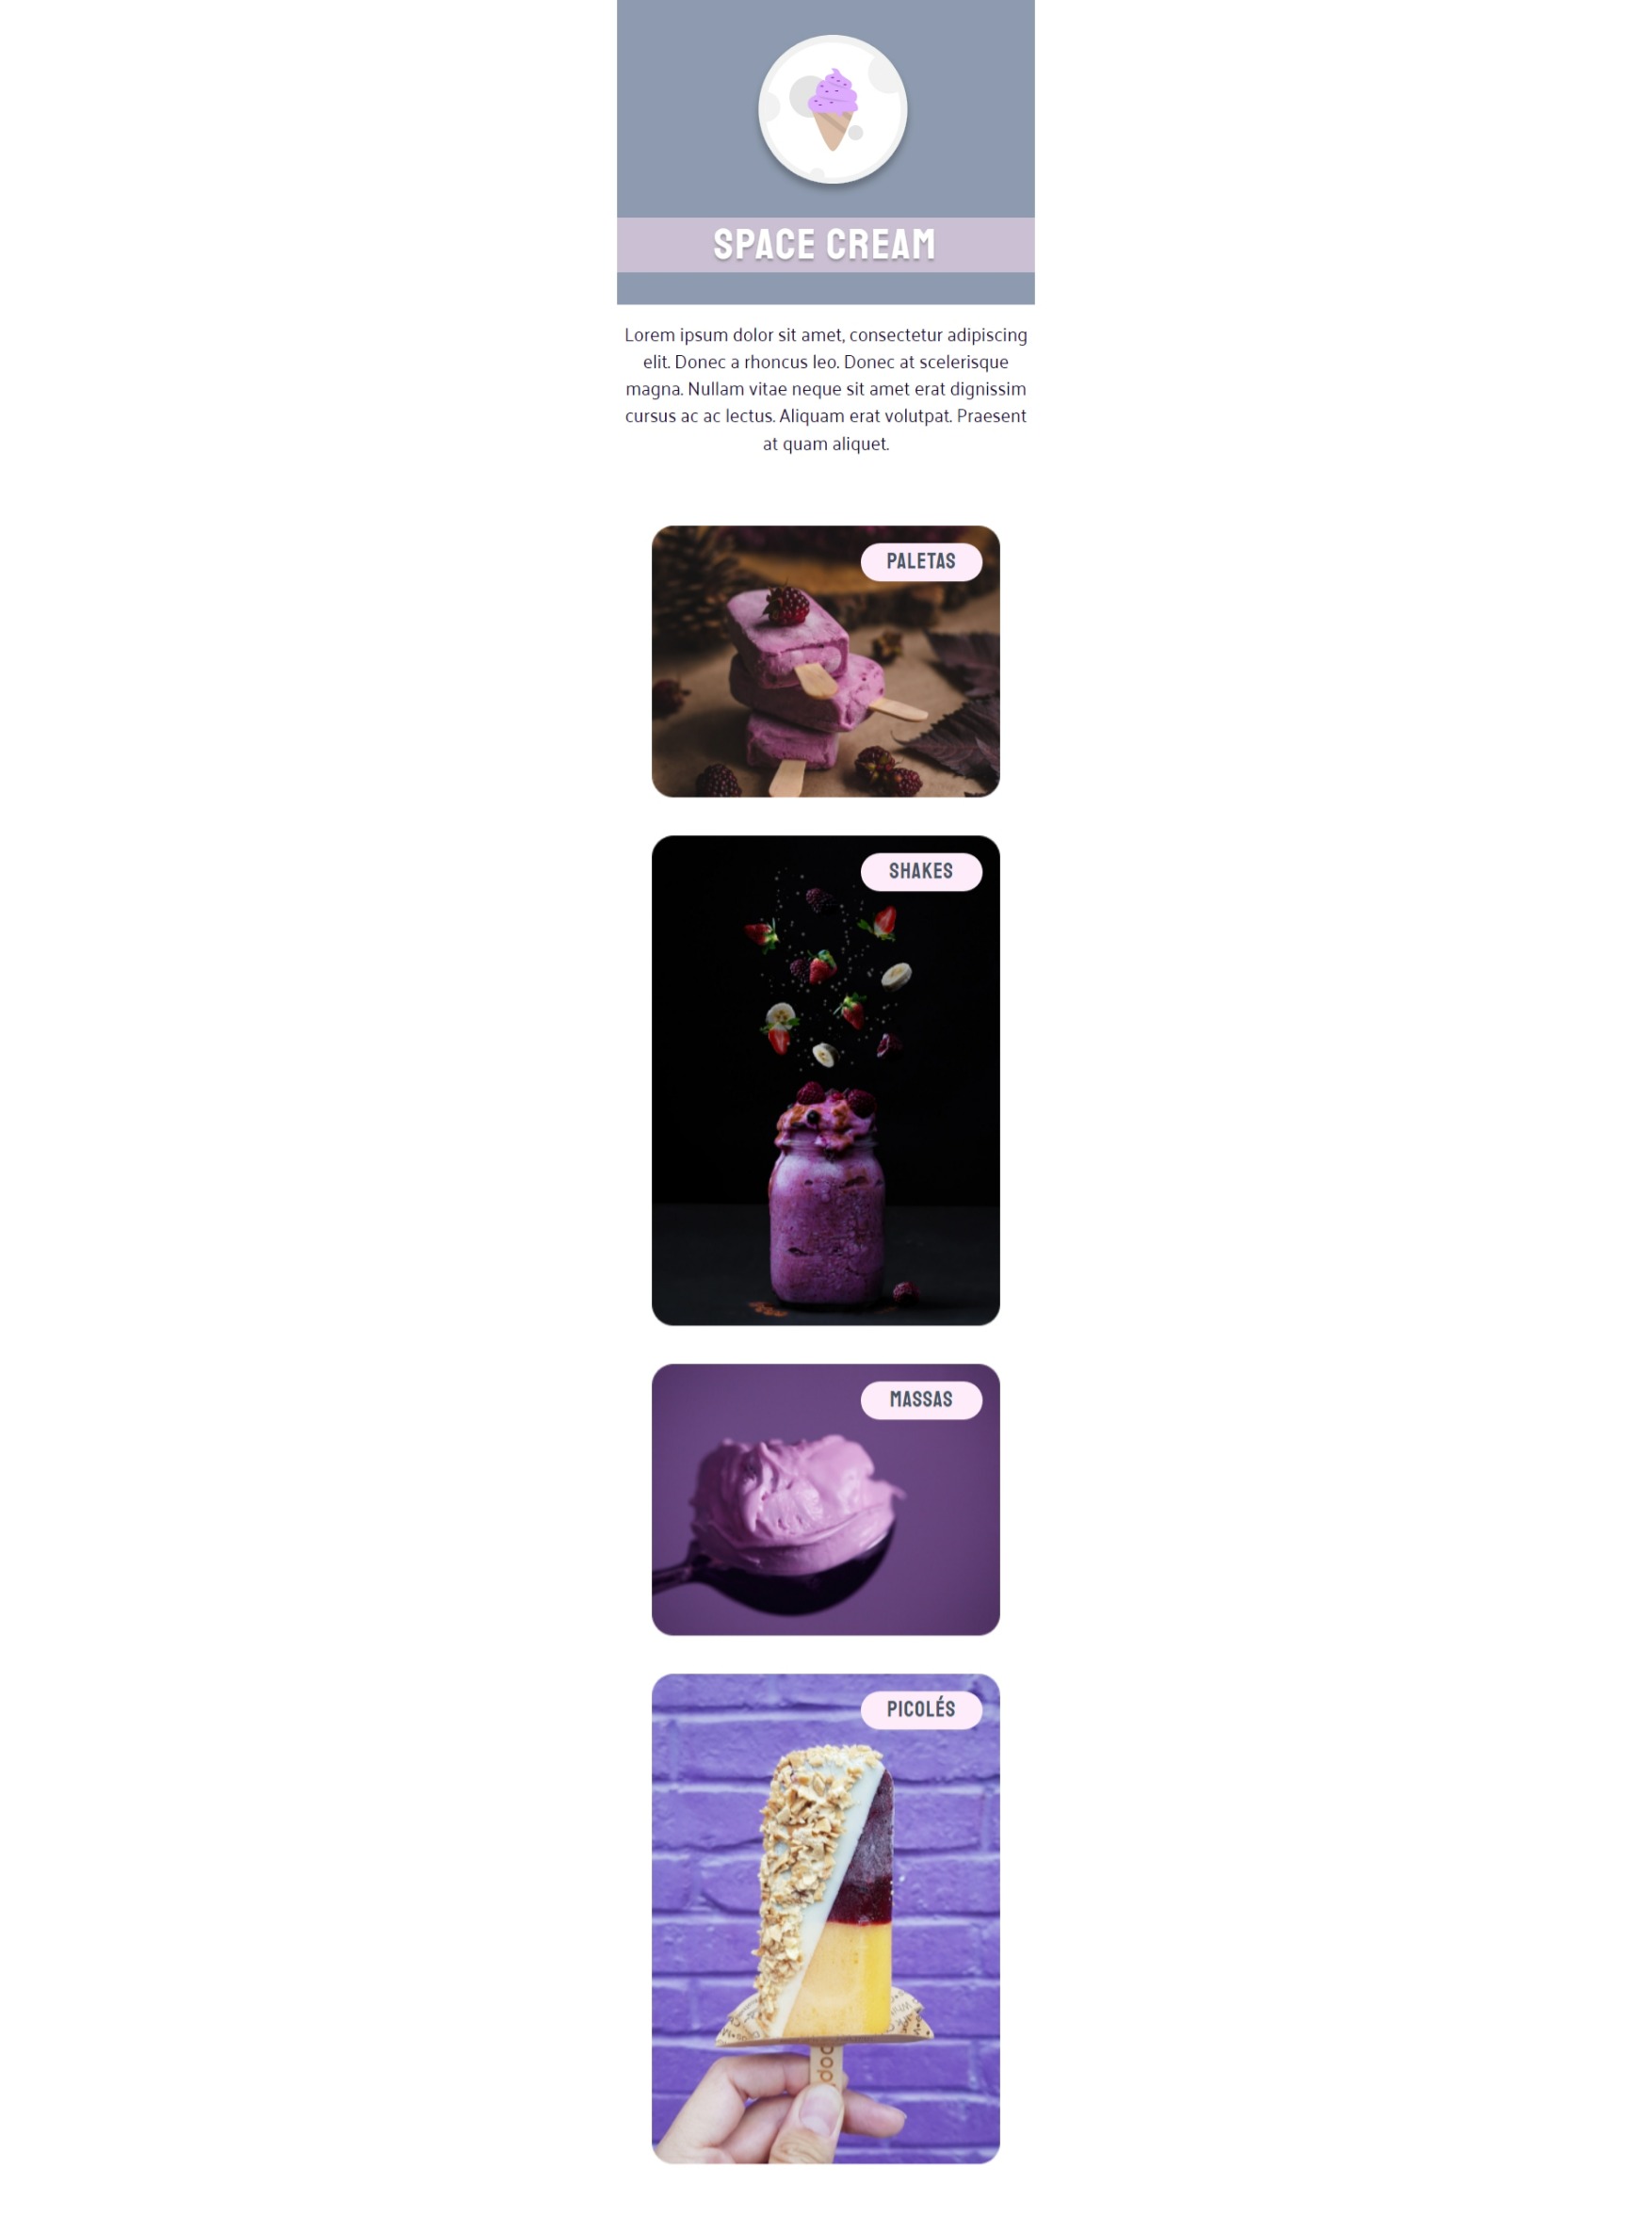 SPACE CREAM
Lorem ipsum dolor sit amet, consectetur adipiscing
elit. Donec a rhoncus leo. Donec at scelerisque
magna. Nullam vitae neque sit amet erat dignissim
cursus ac ac lectus. Aliquam erat volutpat. Praesent
at quam aliquet.
PALETAS
SHAKES
MASSAS
PICOLÉS